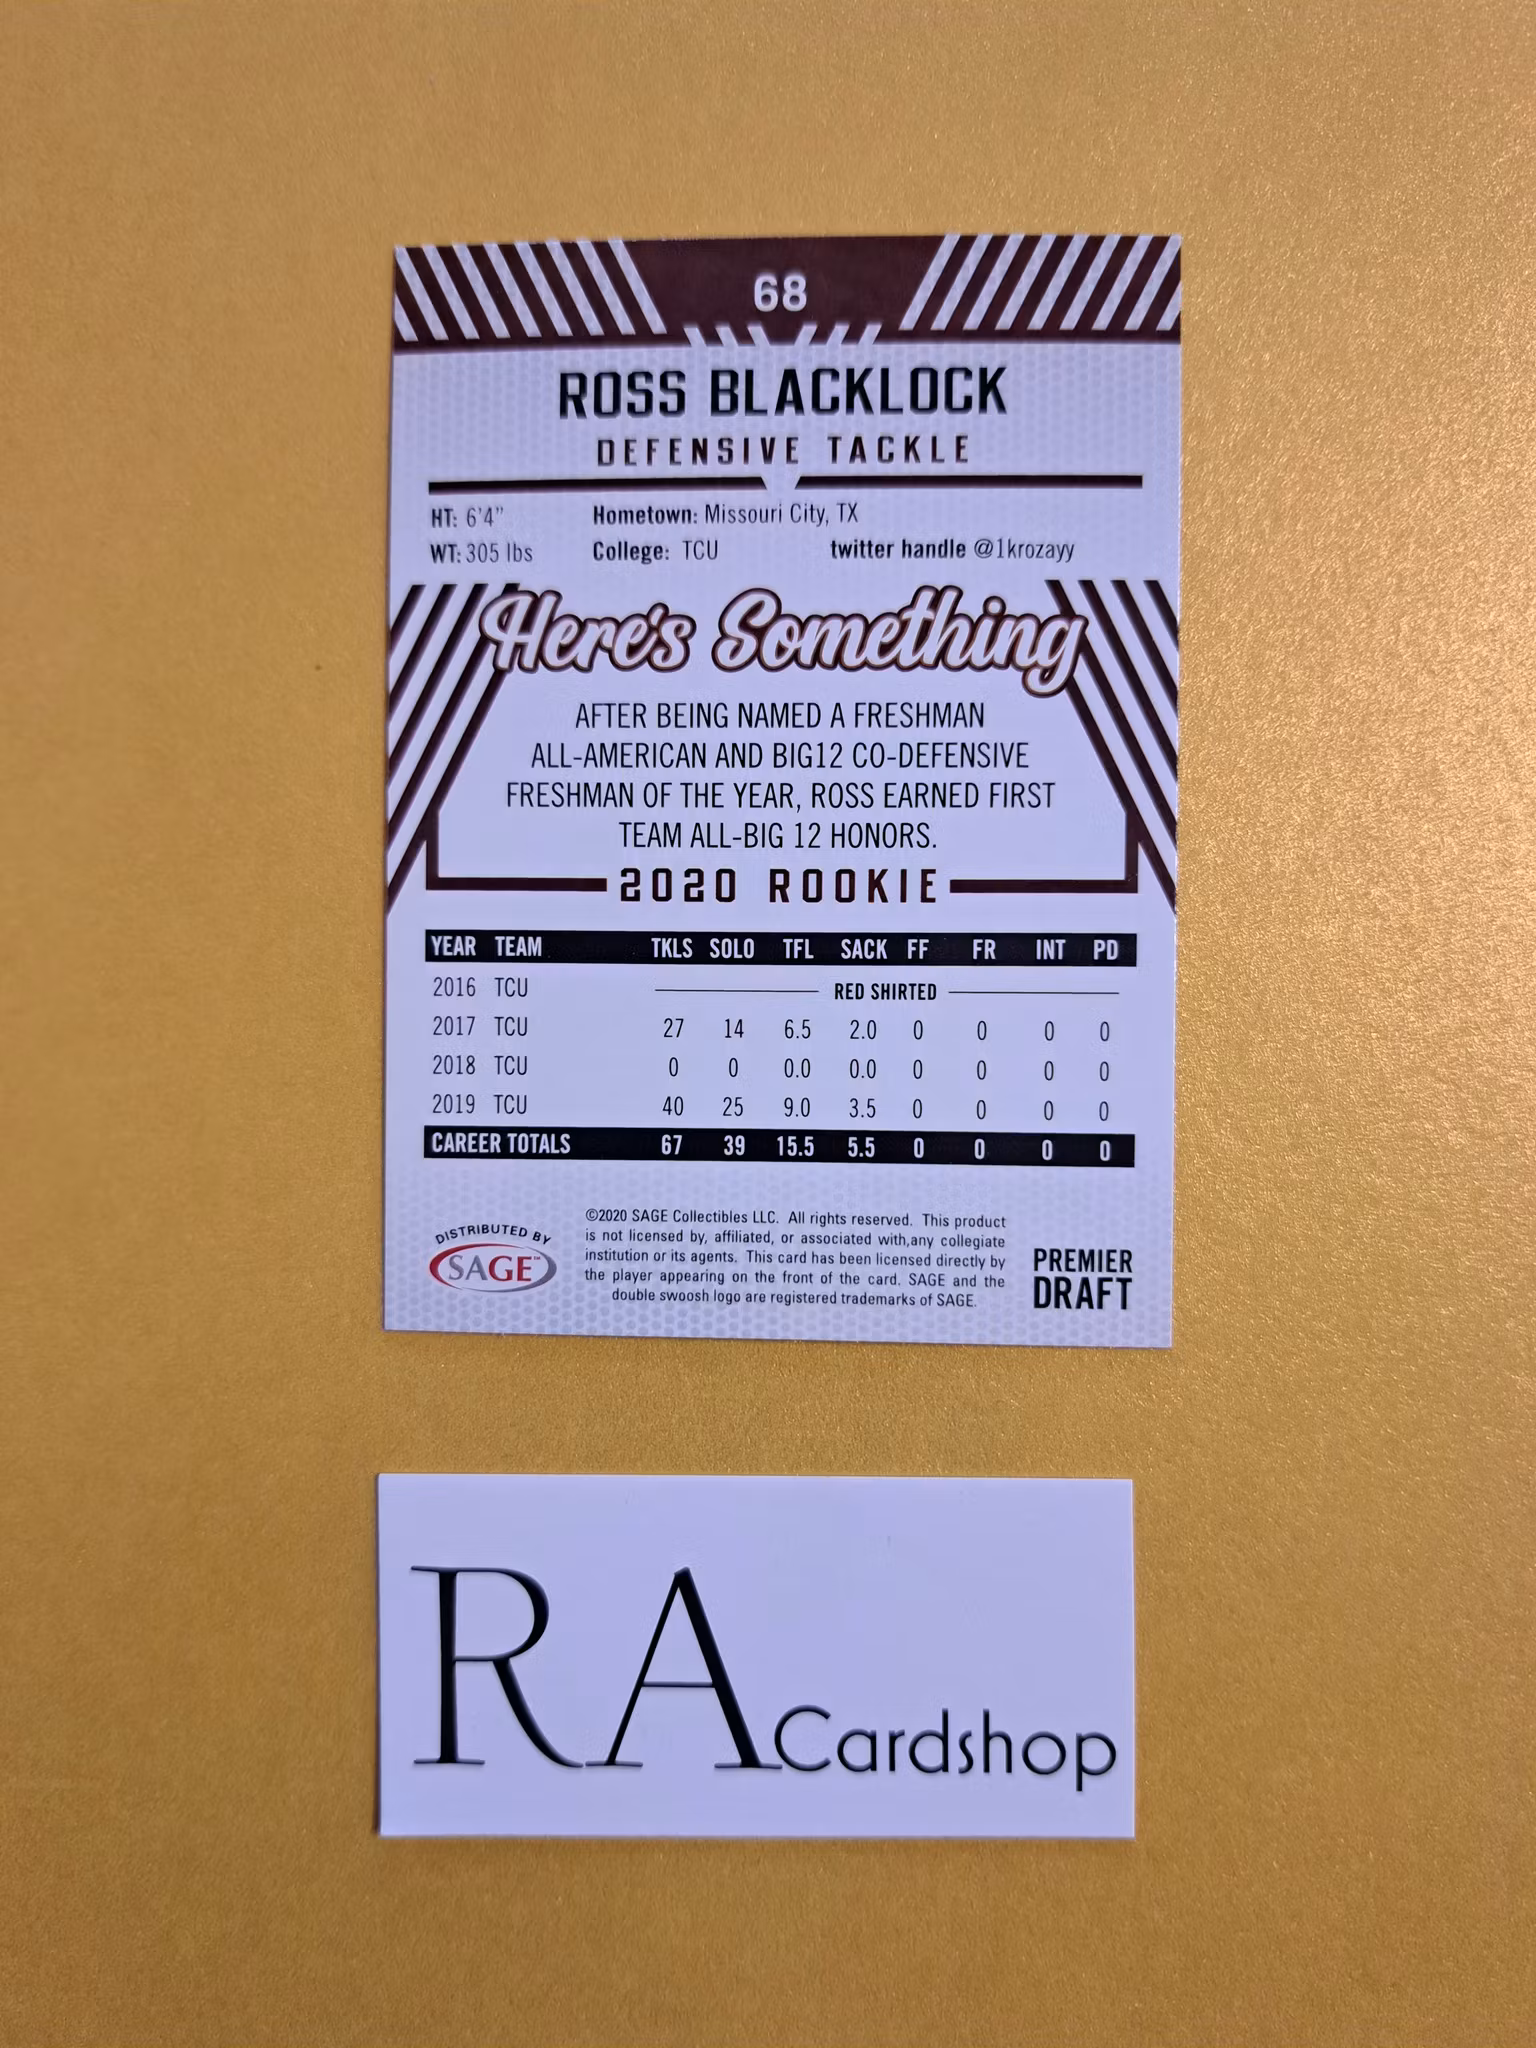 68
ROSS BLACKLOCK
DEFENSIVE TACKLE
HT: 6'4" Hometown: Missouri City, TX
WT: 305 lbs College: TCU twitter handle @1krozayy
Here's Something
AFTER BEING NAMED A FRESHMAN
ALL-AMERICAN AND BIG12 CO-DEFENSIVE
FRESHMAN OF THE YEAR, ROSS EARNED FIRST
TEAM ALL-BIG 12 HONORS.
2020 ROOKIE
YEAR TEAM TKLS SOLO TFL SACK FF FR INT PD
2016 TCU RED SHIRTED
2017 TCU 27 14 6.5 2.0 0 0 0 0
2018 TCU 0 0 0.0 0.0 0 0 0 0
2019 TCU 40 25 9.0 3.5 0 0 0 0
CAREER TOTALS 67 39 15.5 5.5 0 0 0 0
DISTRIBUTED BY
SAGE™
©2020 SAGE Collectibles LLC. All rights reserved. This product
is not licensed by, affiliated, or associated with,any collegiate
institution or its agents. This card has been licensed directly by
the player appearing on the front of the card. SAGE and the
double swoosh logo are registered trademarks of SAGE.
PREMIER
DRAFT
RA Cardshop